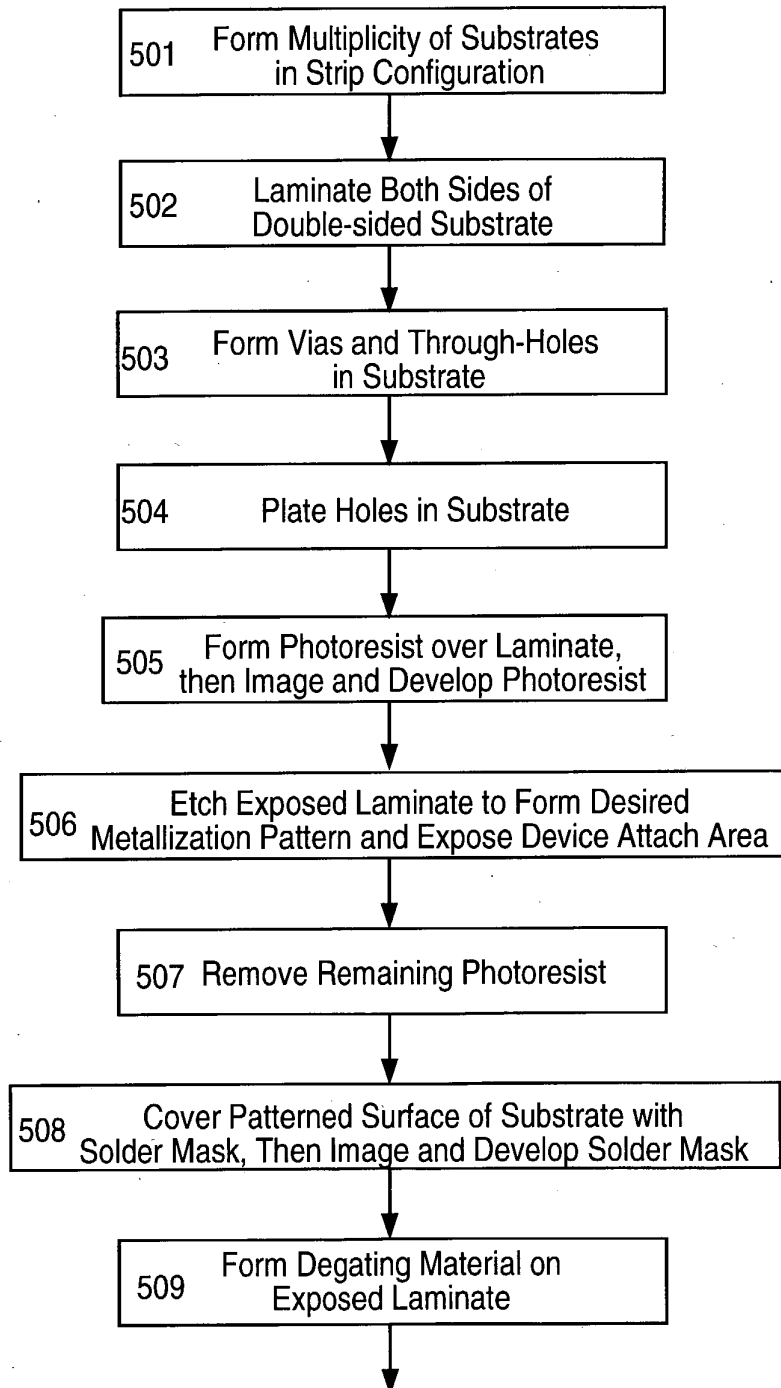 501 Form Multiplicity of Substrates
in Strip Configuration
502 Laminate Both Sides of
Double-sided Substrate
503 Form Vias and Through-Holes
in Substrate
504 Plate Holes in Substrate
505 Form Photoresist over Laminate,
then Image and Develop Photoresist
506 Etch Exposed Laminate to Form Desired
Metallization Pattern and Expose Device Attach Area
507 Remove Remaining Photoresist
508 Cover Patterned Surface of Substrate with
Solder Mask, Then Image and Develop Solder Mask
509 Form Degating Material on
Exposed Laminate